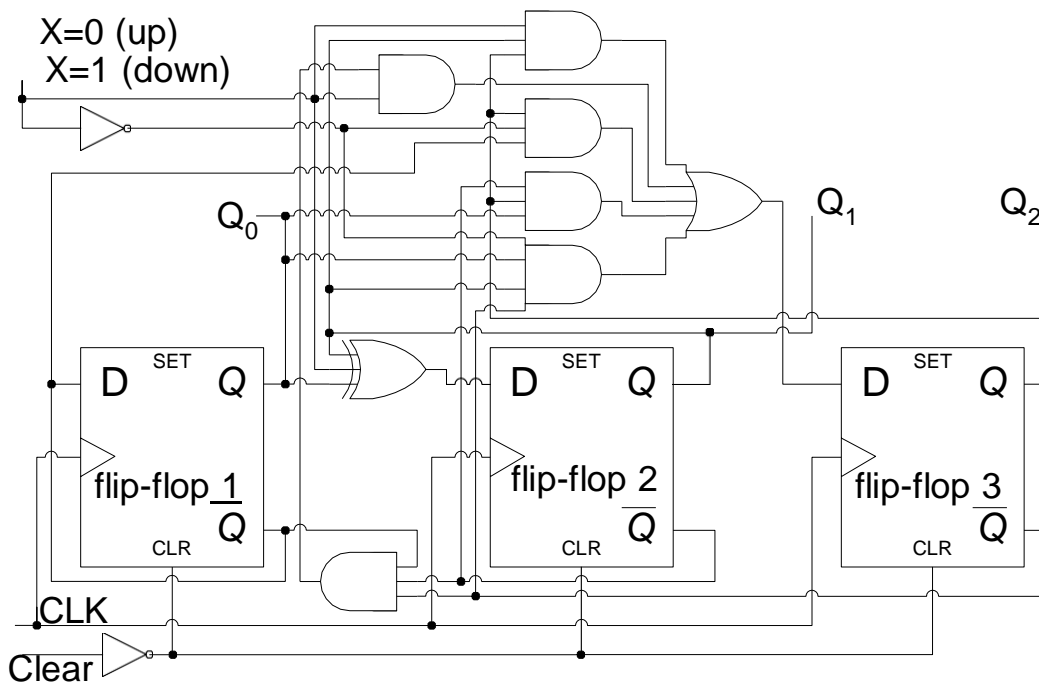 X=0 (up)
X=1 (down)
Q0
Q1
Q2
SET
D Q
flip-flop 1
Q
CLR
SET
D Q
flip-flop 2
Q
CLR
SET
D Q
flip-flop 3
Q
CLR
CLK
Clear